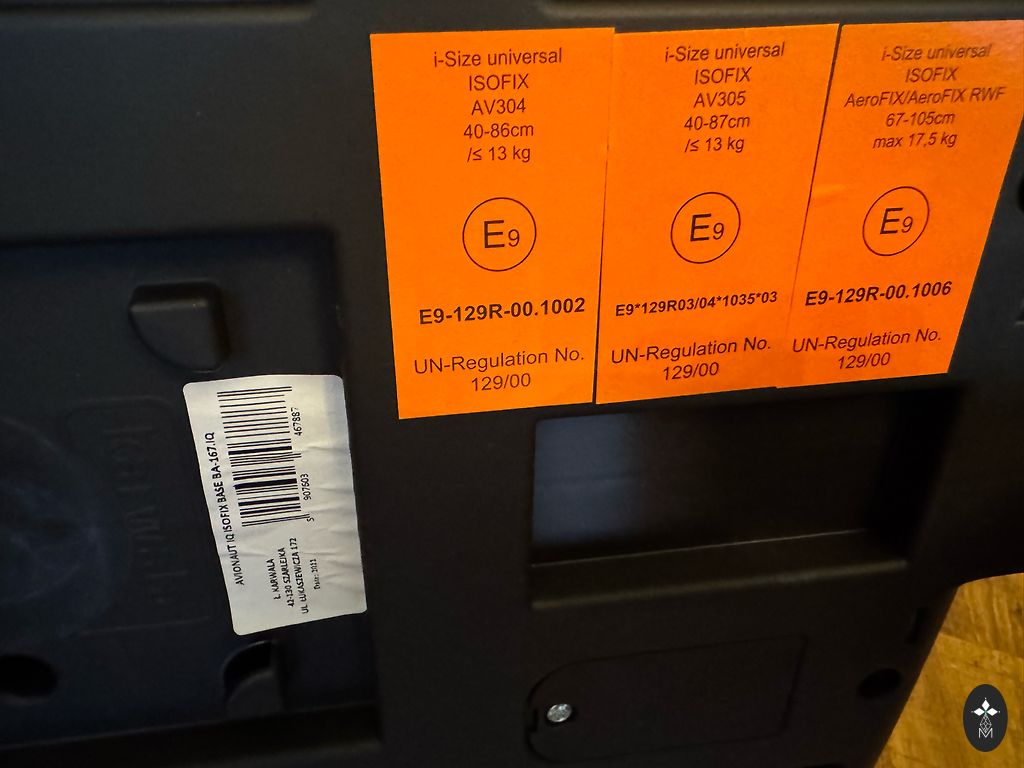 i-Size universal
ISOFIX
AV304
40-86cm
/≤ 13 kg
E9
E9-129R-00.1002
UN-Regulation No.
129/00
i-Size universal
ISOFIX
AV305
40-87cm
/≤ 13 kg
E9
E9*129R03/04*1035*03
UN-Regulation No.
129/00
i-Size universal
ISOFIX
AeroFIX/AeroFIX RWF
67-105cm
max 17,5 kg
E9
E9-129R-00.1006
UN-Regulation No.
129/00
AVIONAUT IQ ISOFIX BASE BA-167.IQ
5 907603 467887
Ł. KARWALA
42-130 SZARLEJKA
UL. ŁUKASZEWICZA 172
M